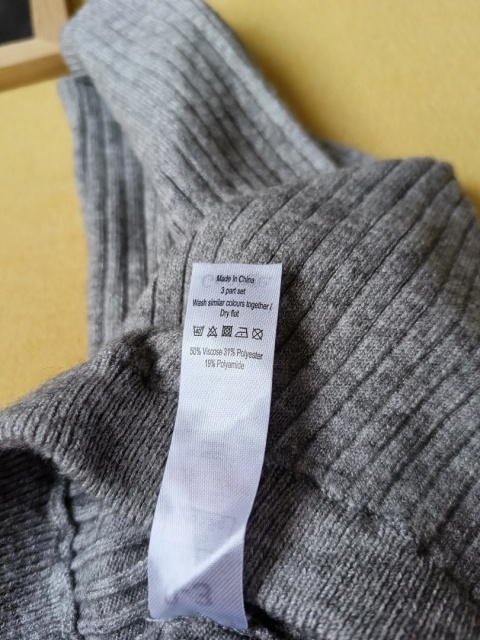 Made In China
3 part set
Wash similar colours together /
Dry flat
50% Viscose 31% Polyester
19% Polyamide